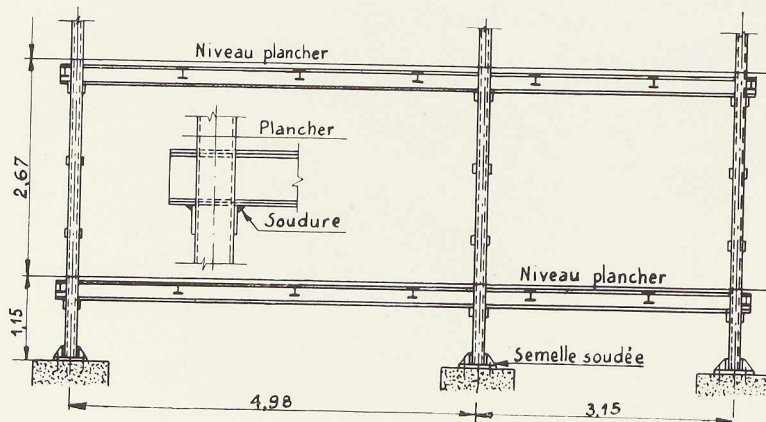 Niveau plancher
Plancher
2,67
Soudure
Niveau plancher
1,15
Semelle soudée
4,98
3,15